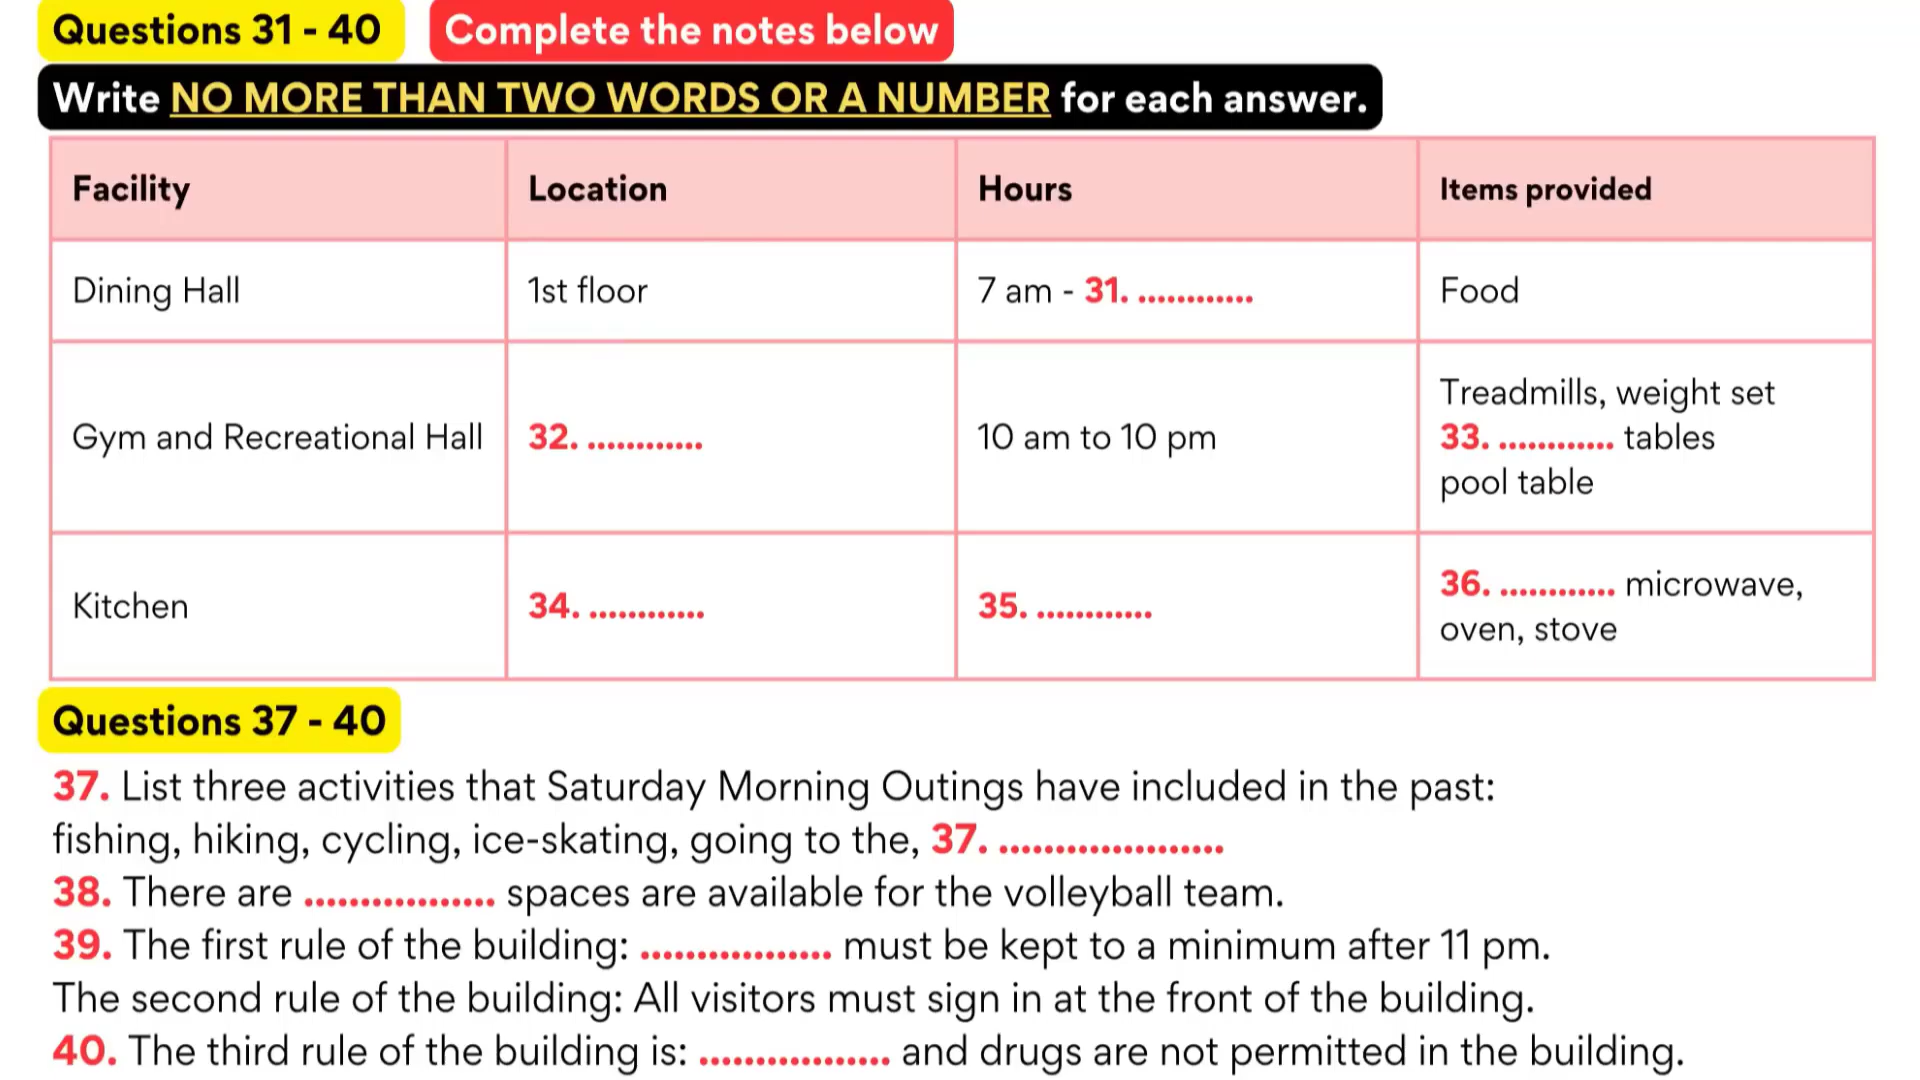 Questions 31 - 40 Complete the notes below
Write NO MORE THAN TWO WORDS OR A NUMBER for each answer.
Facility Location Hours Items provided
Dining Hall 1st floor 7 am - 31. ............ Food
Gym and Recreational Hall 32. ............ 10 am to 10 pm Treadmills, weight set
33. ............ tables
pool table
Kitchen 34. ............ 35. ............ 36. ............ microwave,
oven, stove
Questions 37 - 40
37. List three activities that Saturday Morning Outings have included in the past:
fishing, hiking, cycling, ice-skating, going to the, 37. ....................
38. There are ................. spaces are available for the volleyball team.
39. The first rule of the building: ................. must be kept to a minimum after 11 pm.
The second rule of the building: All visitors must sign in at the front of the building.
40. The third rule of the building is: ................. and drugs are not permitted in the building.